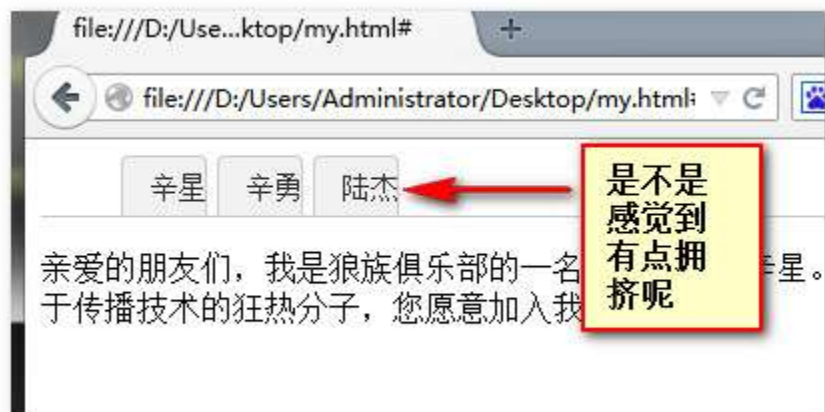 file:///D:/Use...ktop/my.html#
+
file:///D:/Users/Administrator/Desktop/my.html
辛星 辛勇 陆杰
是不是
感觉到
有点拥
挤呢
亲爱的朋友们，我是狼族俱乐部的一名 星。
于传播技术的狂热分子，您愿意加入我